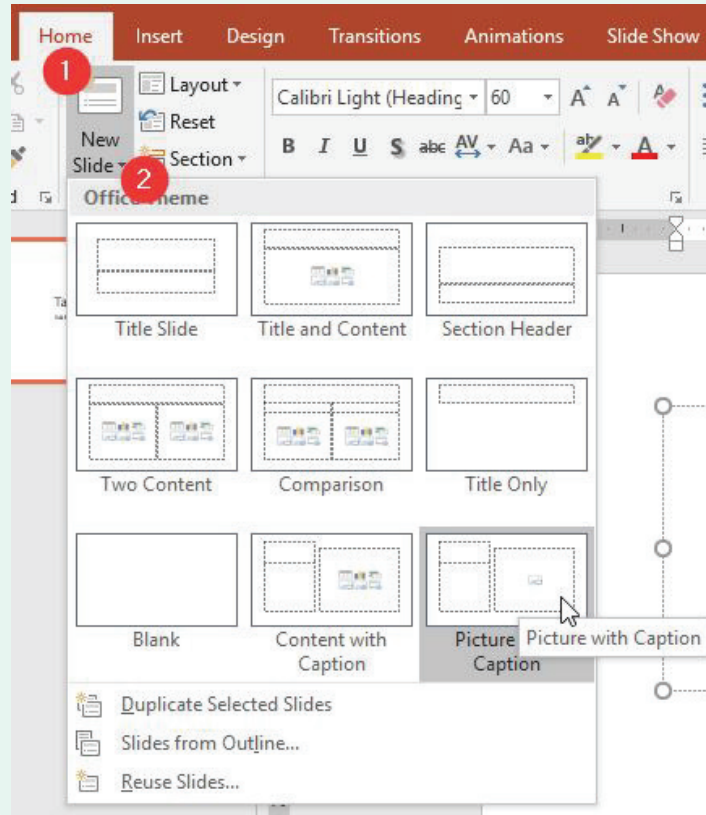 Home Insert Design Transitions Animations Slide Show
1
Layout
Calibri Light (Heading 60 A A
Reset
New
Slide
Section
B I U S abc AV Aa ab A
2
Office Theme
Title Slide Title and Content Section Header
Two Content Comparison Title Only
Blank Content with Caption Picture Caption
Picture with Caption
Duplicate Selected Slides
Slides from Outline...
Reuse Slides...